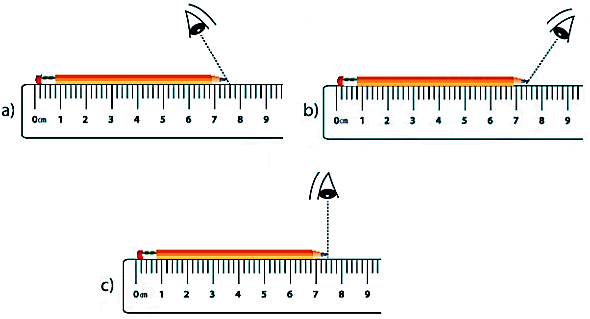 a) 0cm 1 2 3 4 5 6 7 8 9
b) 0cm 1 2 3 4 5 6 7 8 9
c) 0cm 1 2 3 4 5 6 7 8 9